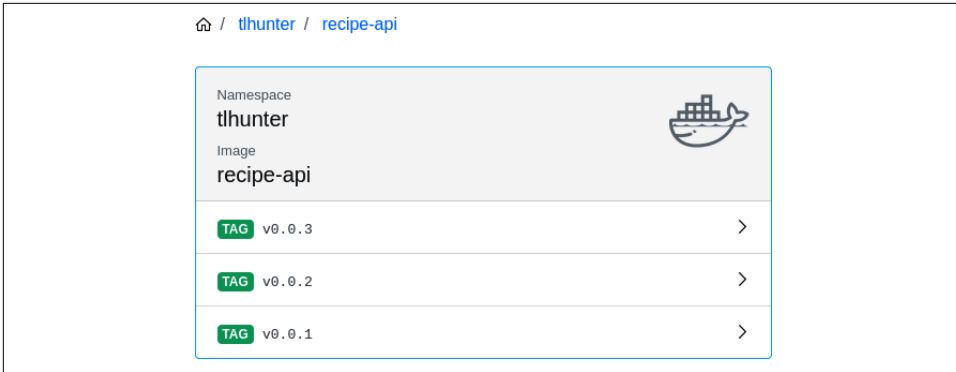 / tlhunter / recipe-api
Namespace
tlhunter
Image
recipe-api
TAG v0.0.3
TAG v0.0.2
TAG v0.0.1